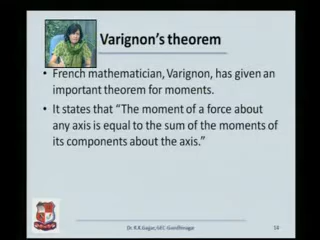 Varignon's theorem
• French mathematician, Varignon, has given an
important theorem for moments.
• It states that "The moment of a force about
any axis is equal to the sum of the moments of
its components about the axis."
Dr. R.K.Gajjar, GEC Gandhinagar